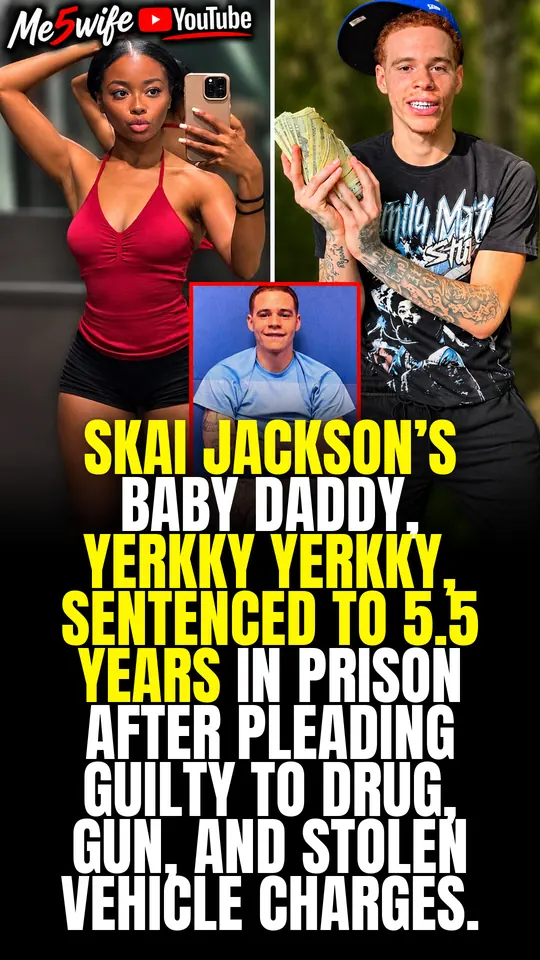 Me5wife YouTube
SKAI JACKSON'S
BABY DADDY,
YERKKY YERKKY,
SENTENCED TO 5.5
YEARS IN PRISON
AFTER PLEADING
GUILTY TO DRUG,
GUN, AND STOLEN
VEHICLE CHARGES.